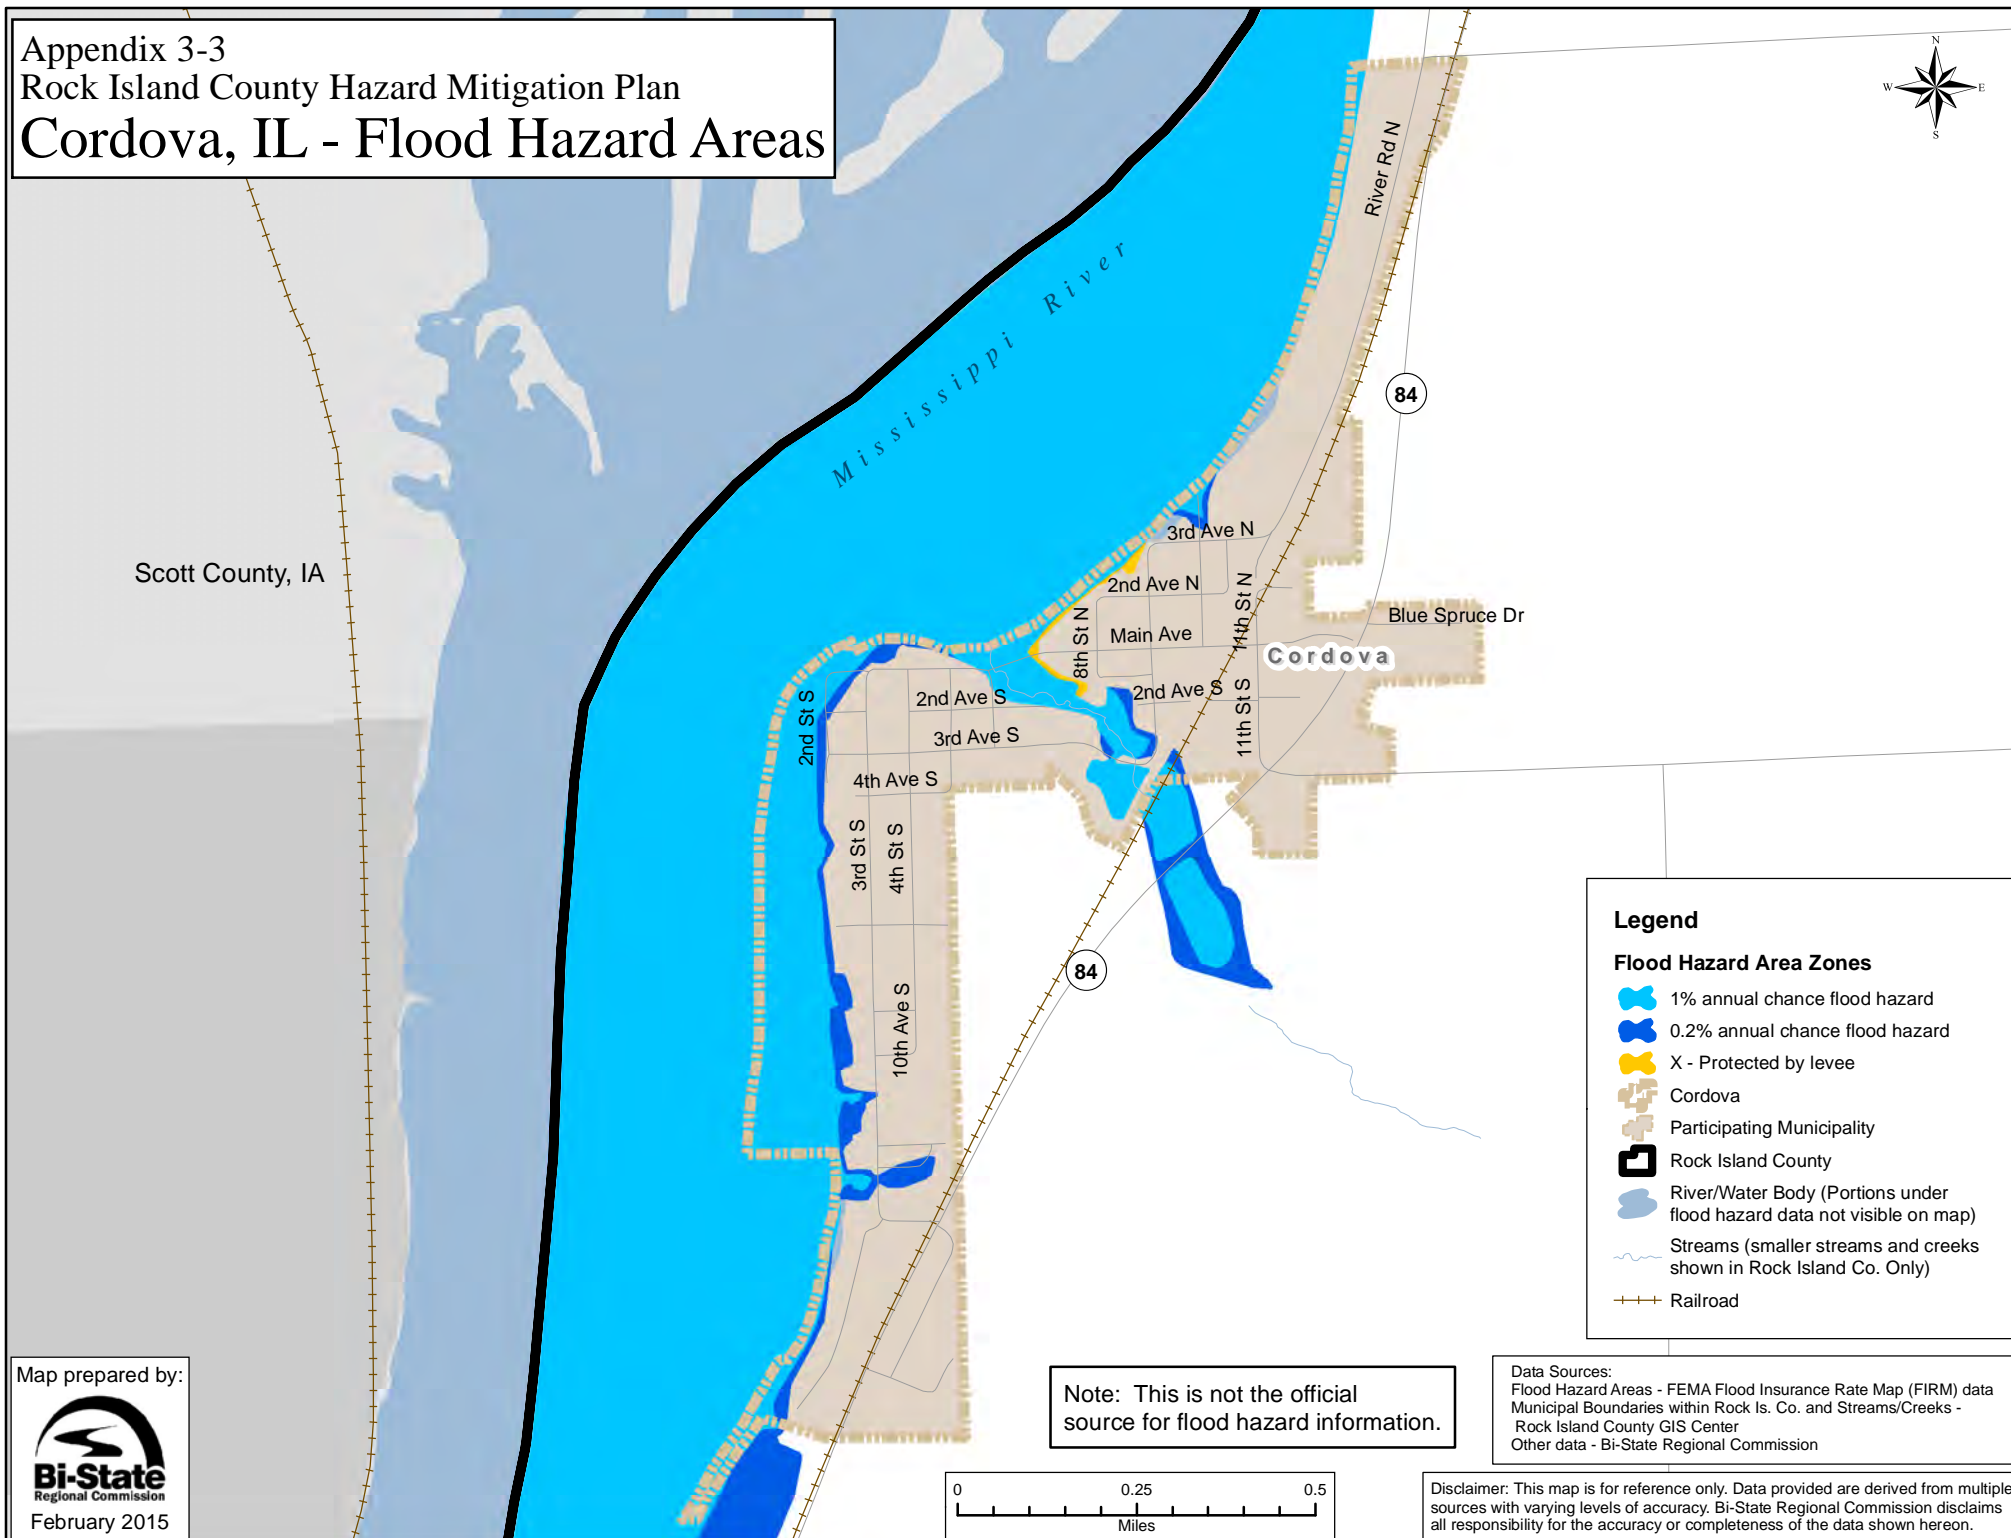 Appendix 3-3
Rock Island County Hazard Mitigation Plan
Cordova, IL - Flood Hazard Areas
N
W
E
S
River Rd N
Mississippi River
84
Scott County, IA
3rd Ave N
2nd Ave N
11th St N
8th St N
Main Ave
Blue Spruce Dr
Cordova
2nd Ave S
2nd Ave S
2nd St S
3rd Ave S
11th St S
4th Ave S
3rd St S
4th St S
84
10th Ave S
Legend
Flood Hazard Area Zones
1% annual chance flood hazard
0.2% annual chance flood hazard
X - Protected by levee
Cordova
Participating Municipality
Rock Island County
River/Water Body (Portions under
flood hazard data not visible on map)
Streams (smaller streams and creeks
shown in Rock Island Co. Only)
Railroad
Map prepared by:
Bi-State
Regional Commission
February 2015
Note: This is not the official
source for flood hazard information.
Data Sources:
Flood Hazard Areas - FEMA Flood Insurance Rate Map (FIRM) data
Municipal Boundaries within Rock Is. Co. and Streams/Creeks -
Rock Island County GIS Center
Other data - Bi-State Regional Commission
0 0.25 0.5
Miles
Disclaimer: This map is for reference only. Data provided are derived from multiple
sources with varying levels of accuracy. Bi-State Regional Commission disclaims
all responsibility for the accuracy or completeness of the data shown hereon.